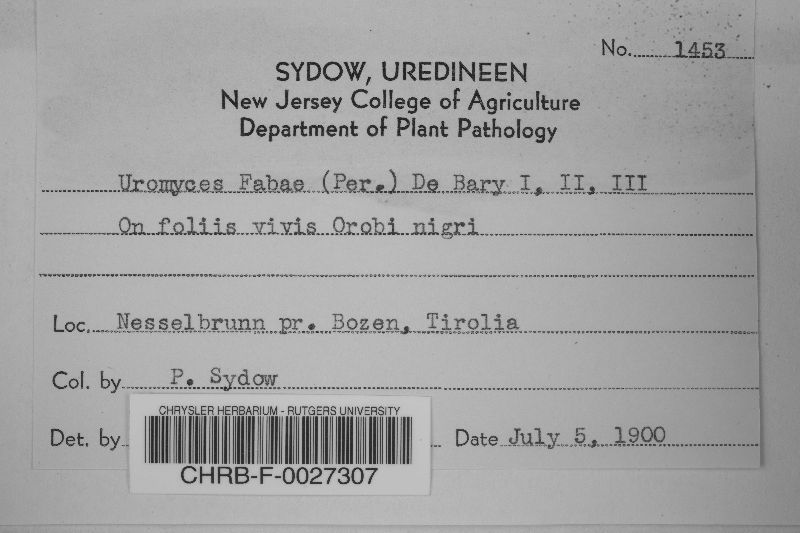 No. 1453
SYDOW, UREDINEEN
New Jersey College of Agriculture
Department of Plant Pathology
Uromyces Fabae (Per.) De Bary I, II, III
On foliis vivis Orobi nigri
Loc. Nesselbrunn pr. Bozen, Tirolia
Col. by P. Sydow
Det. by Date July 5, 1900
CHRYSLER HERBARIUM - RUTGERS UNIVERSITY
CHRB-F-0027307